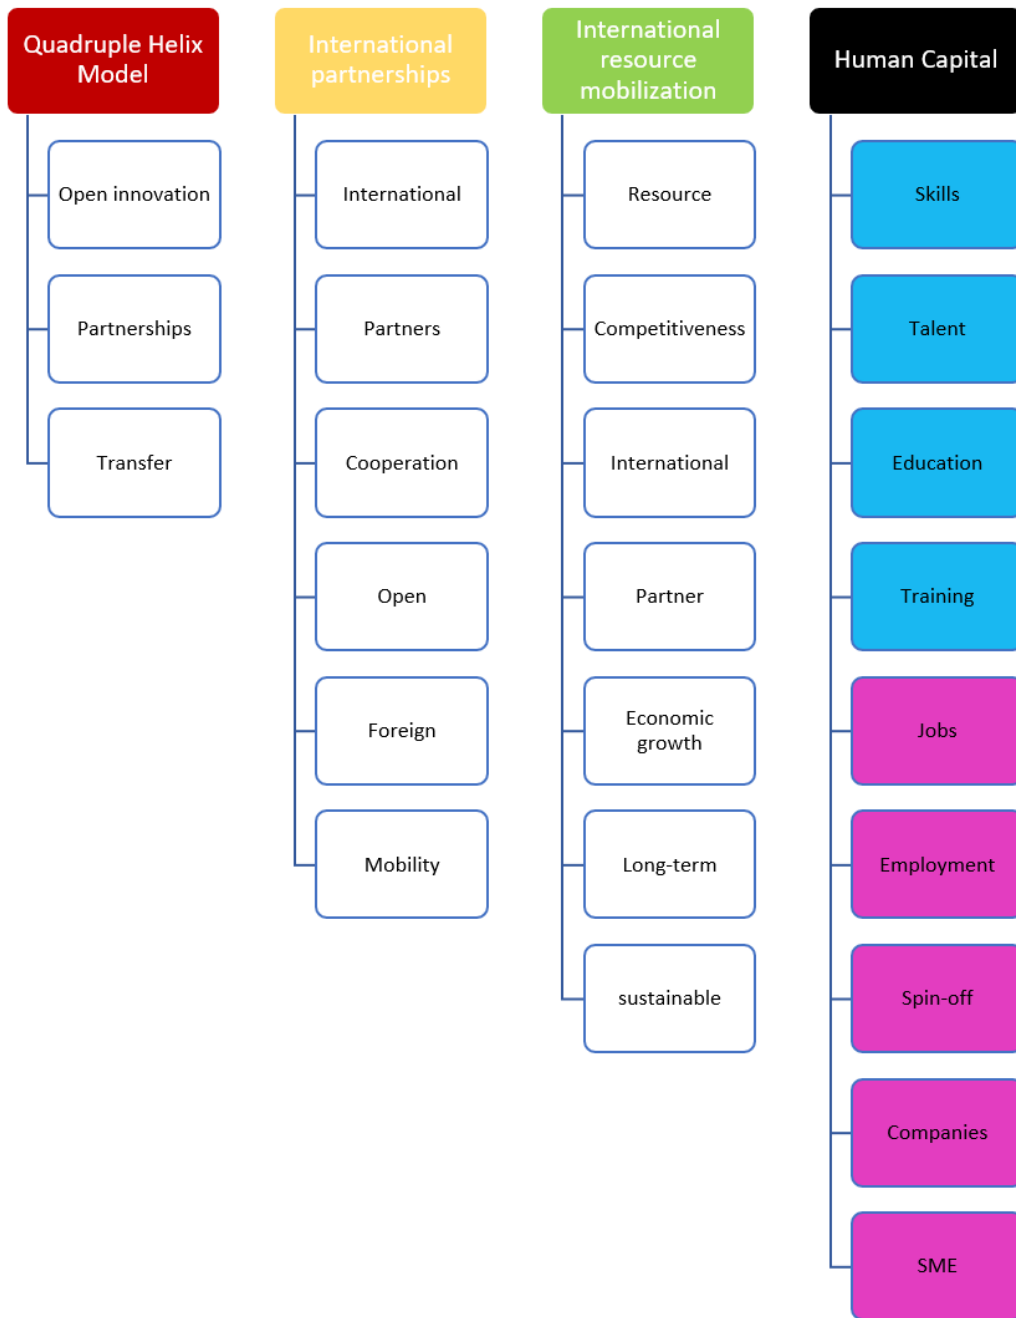 Quadruple Helix
Model
Open innovation
Partnerships
Transfer
International
partnerships
International
Partners
Cooperation
Open
Foreign
Mobility
International
resource
mobilization
Resource
Competitiveness
International
Partner
Economic
growth
Long-term
sustainable
Human Capital
Skills
Talent
Education
Training
Jobs
Employment
Spin-off
Companies
SME